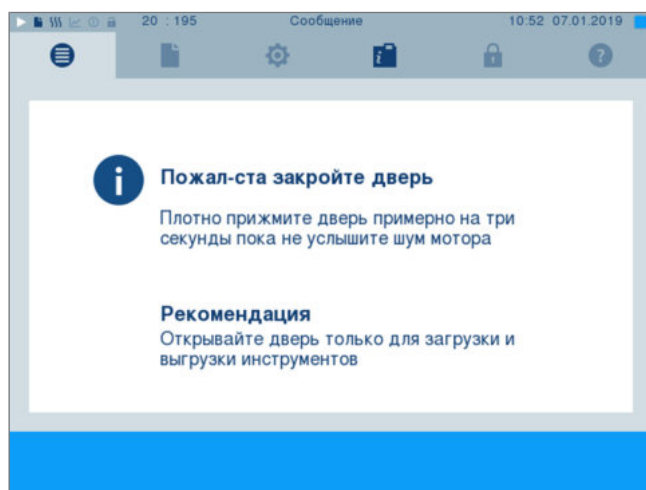 20 : 195 Сообщение 10:52 07.01.2019
Пожал-ста закройте дверь
Плотно прижмите дверь примерно на три
секунды пока не услышите шум мотора
Рекомендация
Открывайте дверь только для загрузки и
выгрузки инструментов